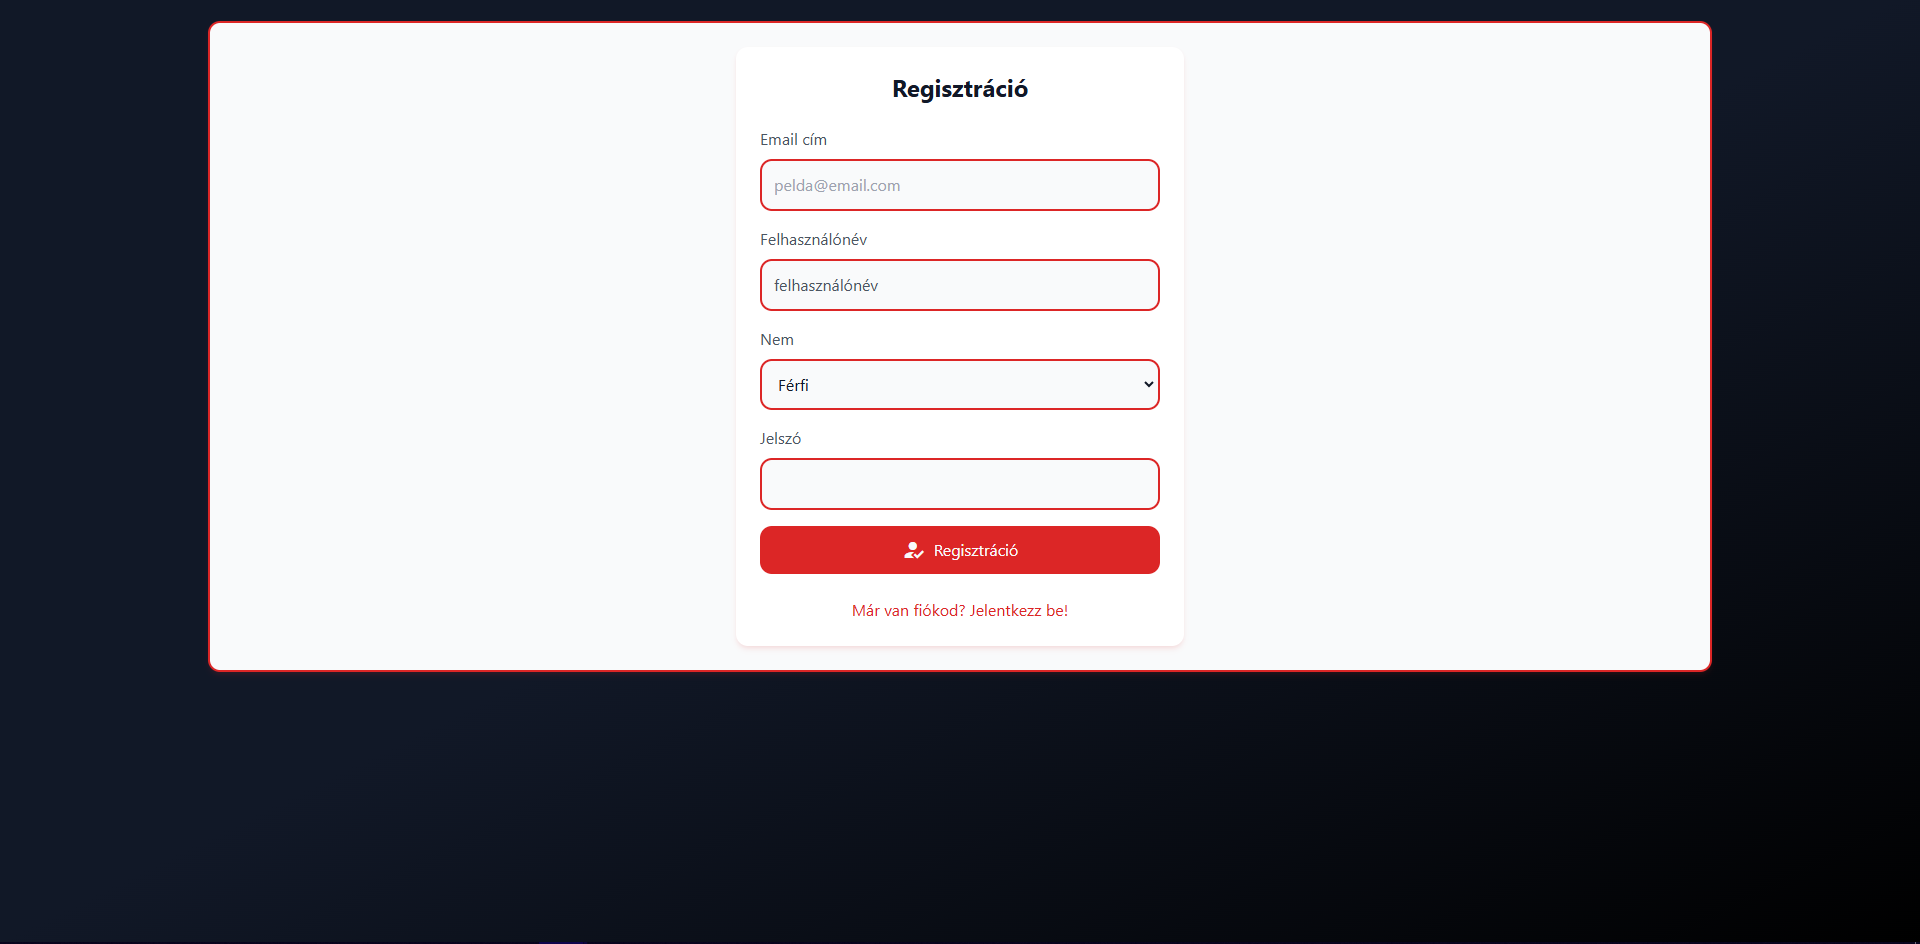 Regisztráció
Email cím
pelda@email.com
Felhasználónév
felhasználónév
Nem
Férfi
Jelszó
Regisztráció
Már van fiókod? Jelentkezz be!